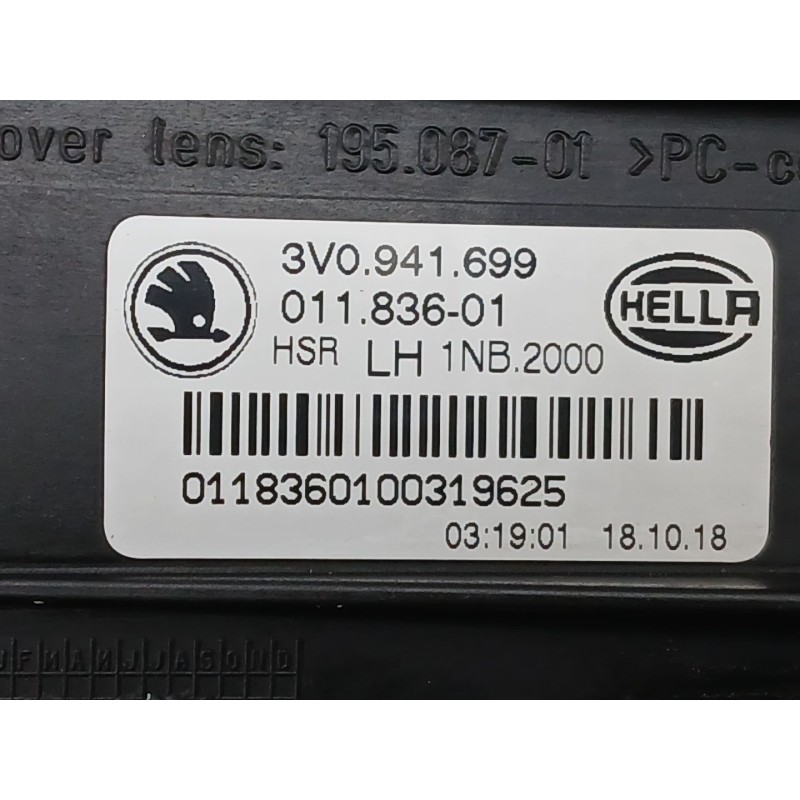 over lens: 195.087-01 >PC-c
3V0.941.699
011.836-01
HELLA
HSR LH 1NB.2000
01183601003196​25
03:19:01 18.10.18
J F M A M J J A S O N D